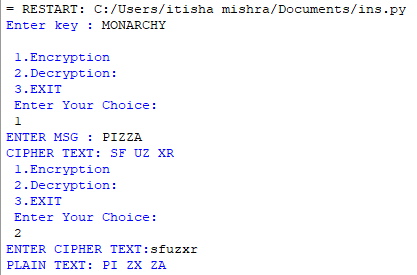 = RESTART: C:/Users/itisha mishra/Documents/ins.py
Enter key : MONARCHY
1.Encryption
2.Decryption:
3.EXIT
Enter Your Choice:
1
ENTER MSG : PIZZA
CIPHER TEXT: SF UZ XR
1.Encryption
2.Decryption:
3.EXIT
Enter Your Choice:
2
ENTER CIPHER TEXT:sfuzxr
PLAIN TEXT: PI ZX ZA